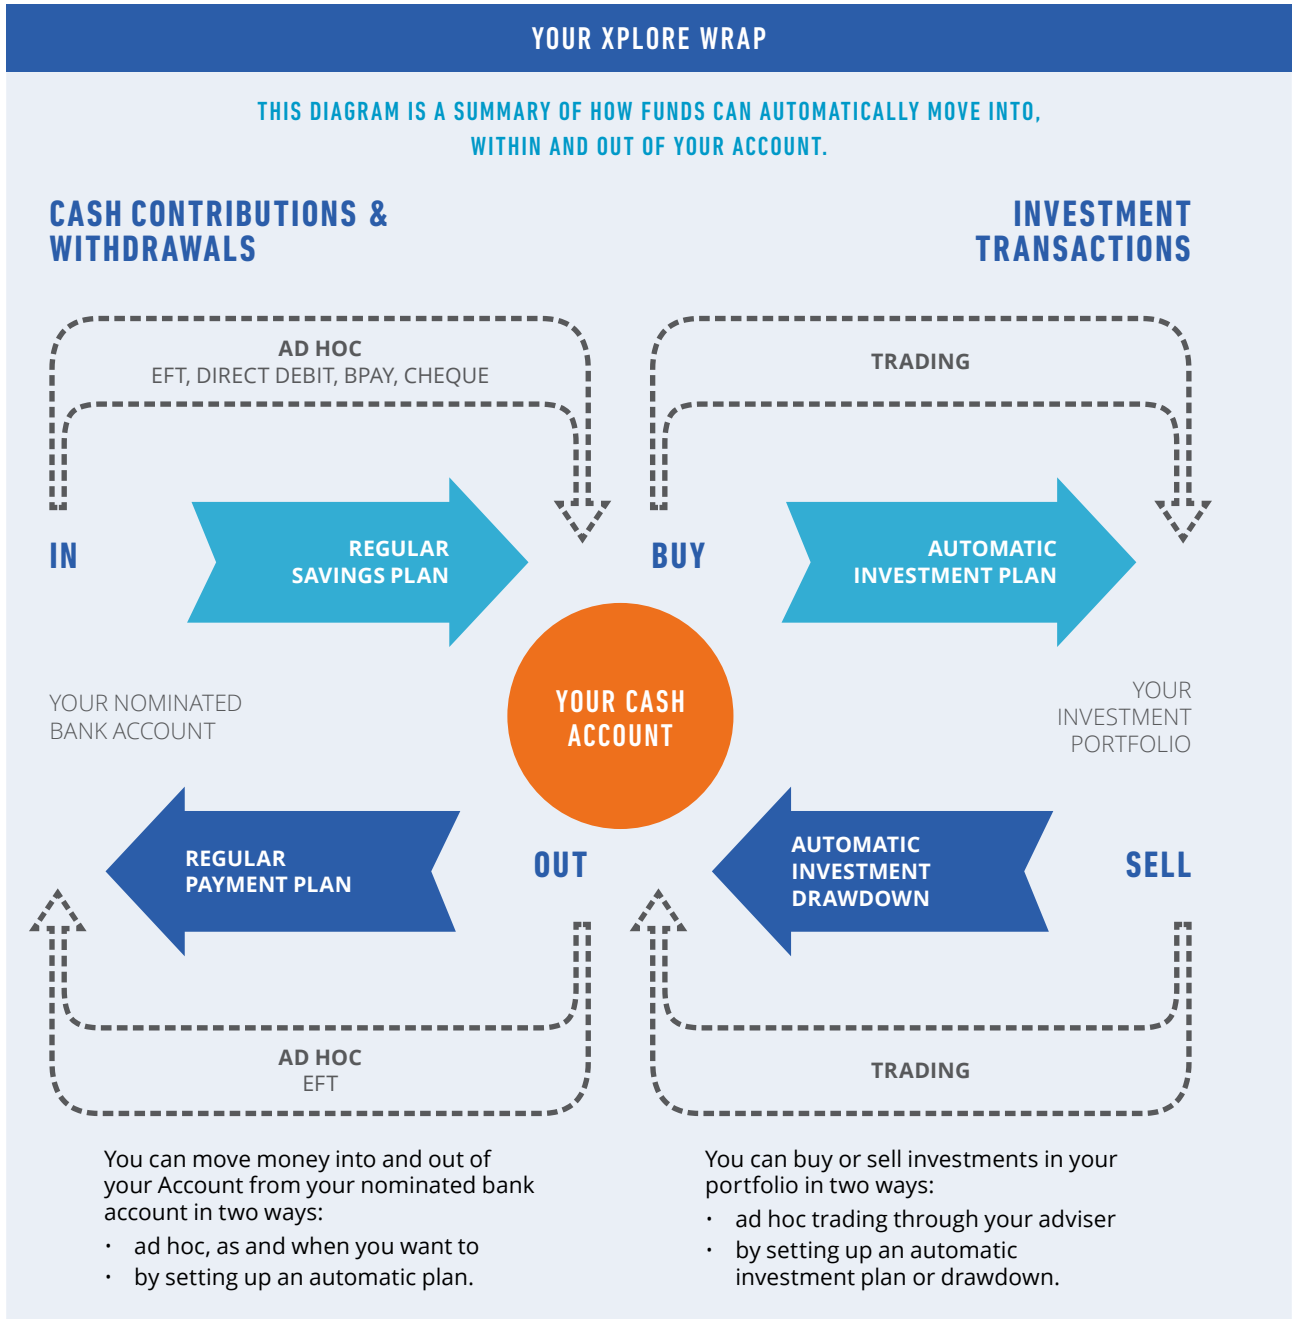 YOUR XPLORE WRAP
THIS DIAGRAM IS A SUMMARY OF HOW FUNDS CAN AUTOMATICALLY MOVE INTO,
WITHIN AND OUT OF YOUR ACCOUNT.
CASH CONTRIBUTIONS &
WITHDRAWALS
INVESTMENT
TRANSACTIONS
AD HOC
EFT, DIRECT DEBIT, BPAY, CHEQUE
TRADING
IN
REGULAR
SAVINGS PLAN
BUY
AUTOMATIC
INVESTMENT PLAN
YOUR NOMINATED
BANK ACCOUNT
YOUR CASH
ACCOUNT
YOUR
INVESTMENT
PORTFOLIO
REGULAR
PAYMENT PLAN
OUT
AUTOMATIC
INVESTMENT
DRAWDOWN
SELL
AD HOC
EFT
TRADING
You can move money into and out of
your Account from your nominated bank
account in two ways:
· ad hoc, as and when you want to
· by setting up an automatic plan.
You can buy or sell investments in your
portfolio in two ways:
· ad hoc trading through your adviser
· by setting up an automatic
investment plan or drawdown.